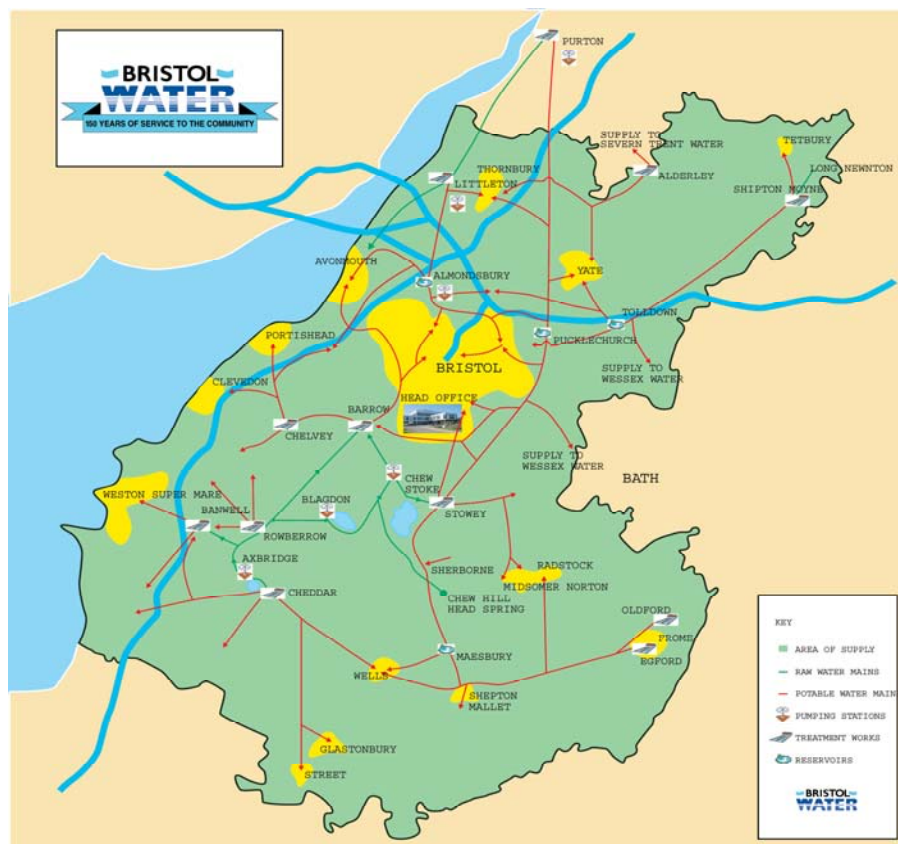 BRISTOL
WATER
150 YEARS OF SERVICE TO THE COMMUNITY
PURTON
SUPPLY TO
SEVERN TRENT WATER
TETBURY
THORNBURY
LITTLETON
ALDERLEY
LONG NEWNTON
SHIPTON MOYNE
AVONMOUTH
ALMONDSBURY
YATE
TOLLDOWN
PORTISHEAD
PUCKLECHURCH
BRISTOL
SUPPLY TO
WESSEX WATER
CLEVEDON
HEAD OFFICE
BARROW
CHELVEY
SUPPLY TO
WESSEX WATER
BATH
CHEW
STOKE
WESTON SUPER MARE
BLAGDON
STOWEY
BANWELL
ROWBERROW
AXBRIDGE
SHERBORNE
RADSTOCK
MIDSOMER NORTON
CHEDDAR
CHEW HILL
HEAD SPRING
OLDFORD
FROME
EGFORD
MAESBURY
WELLS
SHEPTON
MALLET
GLASTONBURY
STREET
KEY
AREA OF SUPPLY
RAW WATER MAINS
POTABLE WATER MAIN
PUMPING STATIONS
TREATMENT WORKS
RESERVOIRS
BRISTOL
WATER